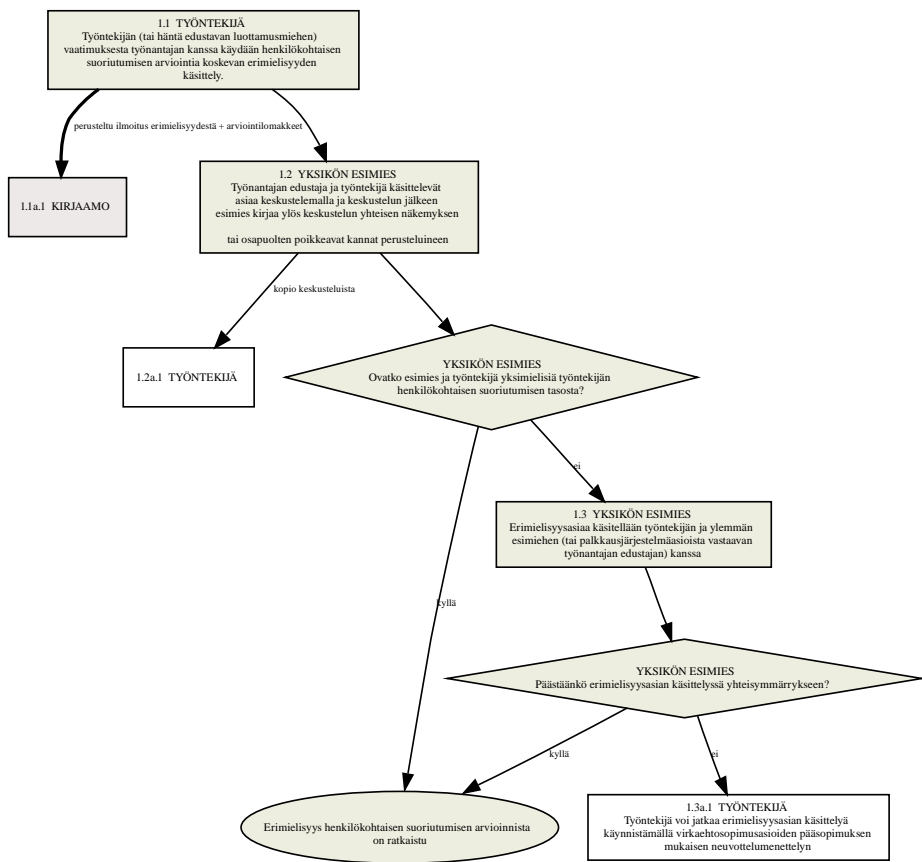 1.1 TYÖNTEKIJÄ
Työntekijän (tai häntä edustavan luottamusmiehen)
vaatimuksesta työnantajan kanssa käydään henkilökohtaisen
suoriutumisen arviointia koskevan erimielisyyden
käsittely.
perusteltu ilmoitus erimielisyydestä + arviointilomakkeet
1.1a.1 KIRJAAMO
1.2 YKSIKÖN ESIMIES
Työnantajan edustaja ja työntekijä käsittelevät
asiaa keskustelemalla ja keskustelun jälkeen
esimies kirjaa ylös keskustelun yhteisen näkemyksen
tai osapuolten poikkeavat kannat perusteluineen
kopio keskusteluista
1.2a.1 TYÖNTEKIJÄ
YKSIKÖN ESIMIES
Ovatko esimies ja työntekijä yksimielisiä työntekijän
henkilökohtaisen suoriutumisen tasosta?
ei
1.3 YKSIKÖN ESIMIES
Erimielisyysasiaa käsitellään työntekijän ja ylemmän
esimiehen (tai palkkausjärjestelmäasioista vastaavan
työnantajan edustajan) kanssa
kyllä
YKSIKÖN ESIMIES
Päästäänkö erimielisyysasian käsittelyssä yhteisymmärrykseen?
kyllä
ei
Erimielisyys henkilökohtaisen suoriutumisen arvioinnista
on ratkaistu
1.3a.1 TYÖNTEKIJÄ
Työntekijä voi jatkaa erimielisyysasian käsittelyä
käynnistämällä virkaehtosopimusasioiden pääsopimuksen
mukaisen neuvottelumenettelyn